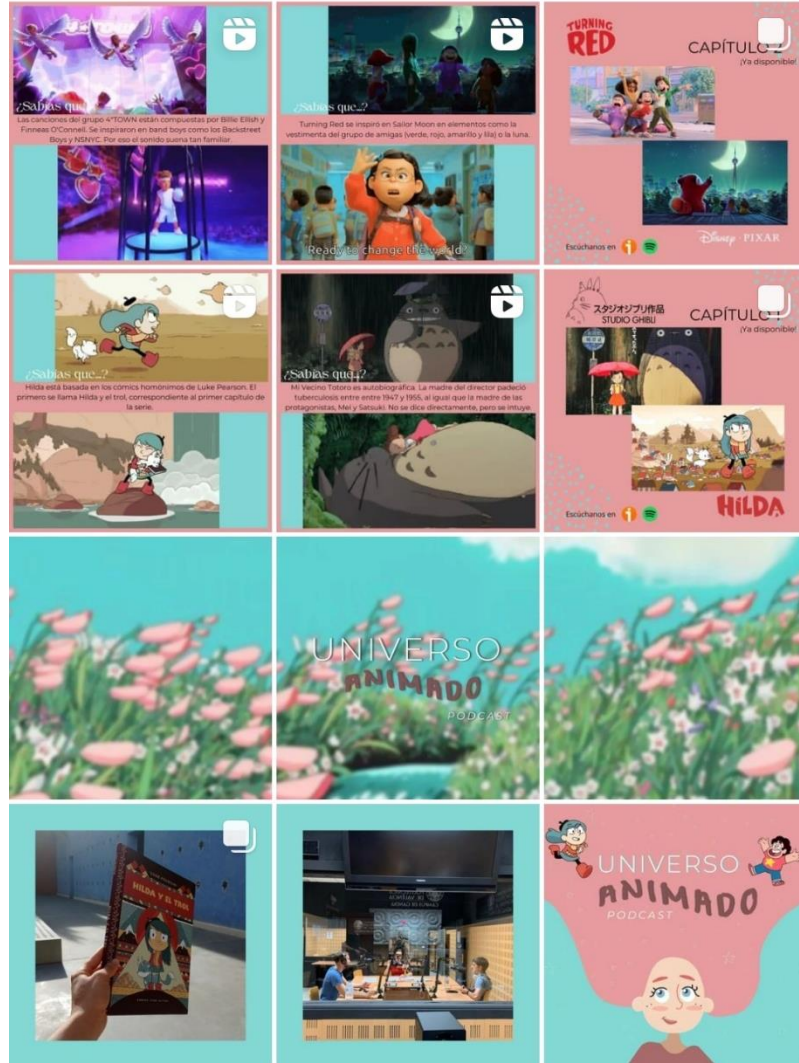 ¿Sabías que...?
Las canciones del grupo 4*TOWN están compuestas por Billie Eilish y
Finneas O'Connell. Se inspiraron en band boys como los Backstreet
Boys y NSNYC. Por eso el sonido suena tan familiar.
¿Sabías que...?
Turning Red se inspiró en Sailor Moon en elementos como la
vestimenta del grupo de amigas (verde, rojo, amarillo y lila) o la luna.
"Ready to change the world."
TURNING
RED
CAPÍTULO 2
¡Ya disponible!
Disney · PIXAR
Escúchanos en
¿Sabías que...?
Hilda está basada en los cómics homónimos de Luke Pearson. El
primero se llama Hilda y el trol, correspondiente al primer capítulo de
la serie.
¿Sabías que...?
Mi Vecino Totoro es autobiográfica. La madre del director padeció
tuberculosis entre entre 1947 y 1955, al igual que la madre de las
protagonistas, Mei y Satsuki. No se dice directamente, pero se intuye.
スタジオジブリ作品
STUDIO GHIBLI
CAPÍTULO 1
¡Ya disponible!
Escúchanos en
HILDA
UNIVERSO
ANIMADO
PODCAST
HILDA Y EL TROL
UNIVERSO
ANIMADO
PODCAST